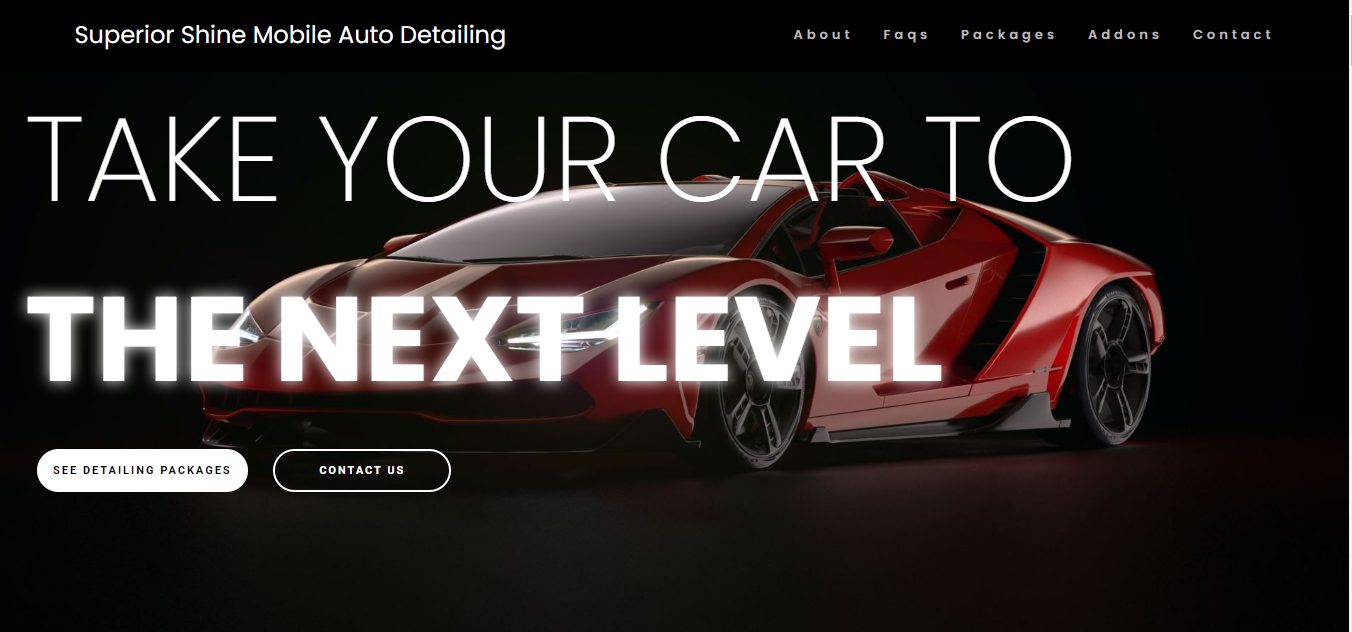 Superior Shine Mobile Auto Detailing
About Faqs Packages Addons Contact
TAKE YOUR CAR TO
THE NEXT LEVEL
SEE DETAILING PACKAGES CONTACT US